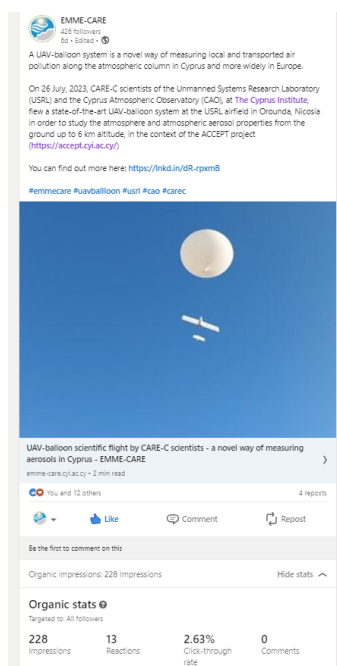 EMME-CARE
426 followers
6d • Edited •
A UAV-balloon system is a novel way of measuring local and transported air
pollution along the atmospheric column in Cyprus and more widely in Europe.
On 26 July, 2023, CARE-C scientists of the Unmanned Systems Research Laboratory
(USRL) and the Cyprus Atmospheric Observatory (CAO), at The Cyprus Institute,
flew a state-of-the-art UAV-balloon system at the USRL airfield in Orounda, Nicosia
in order to study the atmosphere and atmospheric aerosol properties from the
ground up to 6 km altitude, in the context of the ACCEPT project
(https://accept.cyi.ac.cy/)
You can find out more here: https://lnkd.in/dR-rpxmB
#emmecare #uavballloon #usrl #cao #carec
UAV-balloon scientific flight by CARE-C scientists - a novel way of measuring
aerosols in Cyprus - EMME-CARE
emme-care.cyi.ac.cy • 2 min read
You and 12 others 4 reposts
Like Comment Repost
Be the first to comment on this
Organic impressions: 228 Impressions Hide stats
Organic stats
Targeted to: All followers
228 13 2.63% 0
Impressions Reactions Click-through Comments
rate